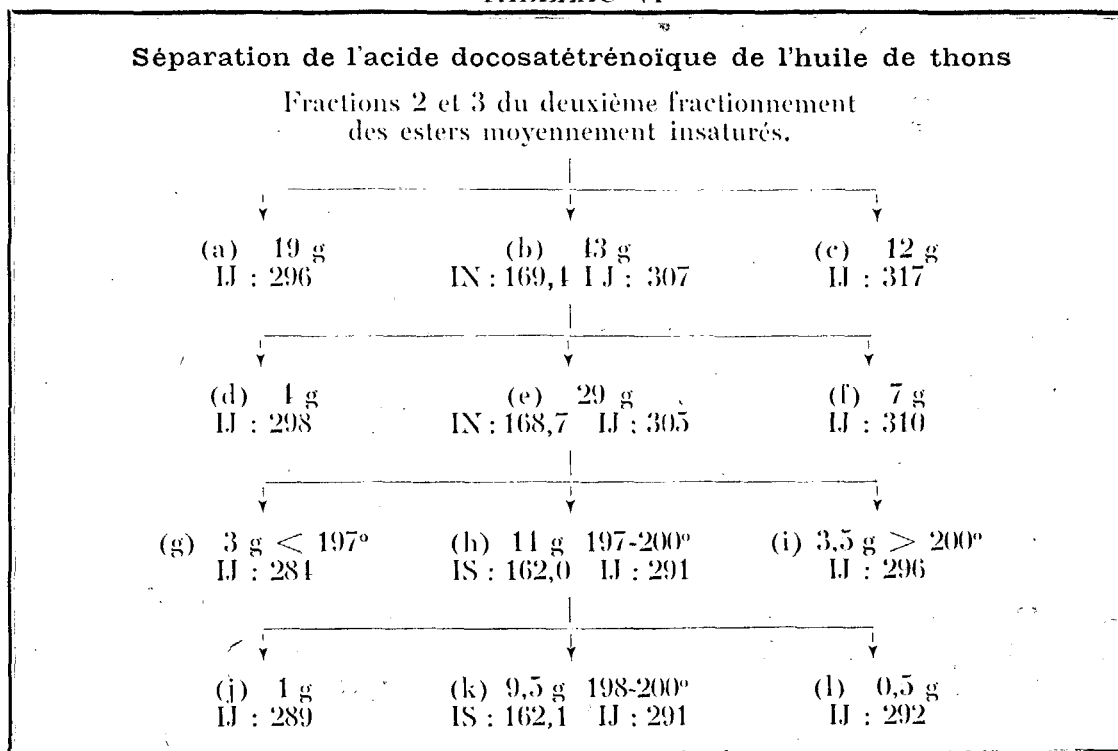 Séparation de l'acide docosatétrénoïque de l'huile de thons
Fractions 2 et 3 du deuxième fractionnement
des esters moyennement insaturés.
(a) 19 g (b) 43 g (c) 12 g
IJ : 296 IN : 169,4 IJ : 307 IJ : 317
(d) 4 g (e) 29 g (f) 7 g
IJ : 298 IN : 168,7 IJ : 305 IJ : 310
(g) 3 g < 197° (h) 11 g 197-200° (i) 3,5 g > 200°
IJ : 284 IS : 162,0 IJ : 291 IJ : 296
(j) 1 g (k) 9,5 g 198-200° (l) 0,5 g
IJ : 289 IS : 162,1 IJ : 291 IJ : 292